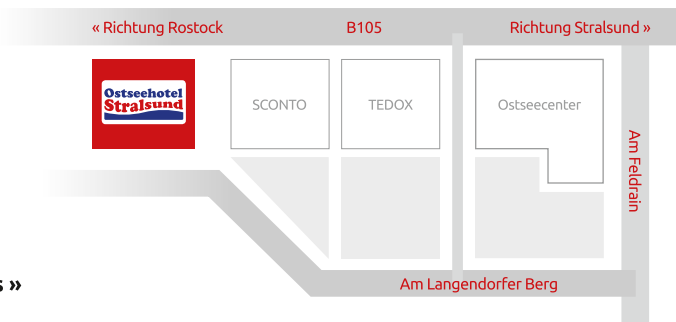 « Richtung Rostock
B105
Richtung Stralsund »
Ostseehotel
Stralsund
SCONTO
TEDOX
Ostseecenter
Am Feldrain
»
Am Langendorfer Berg